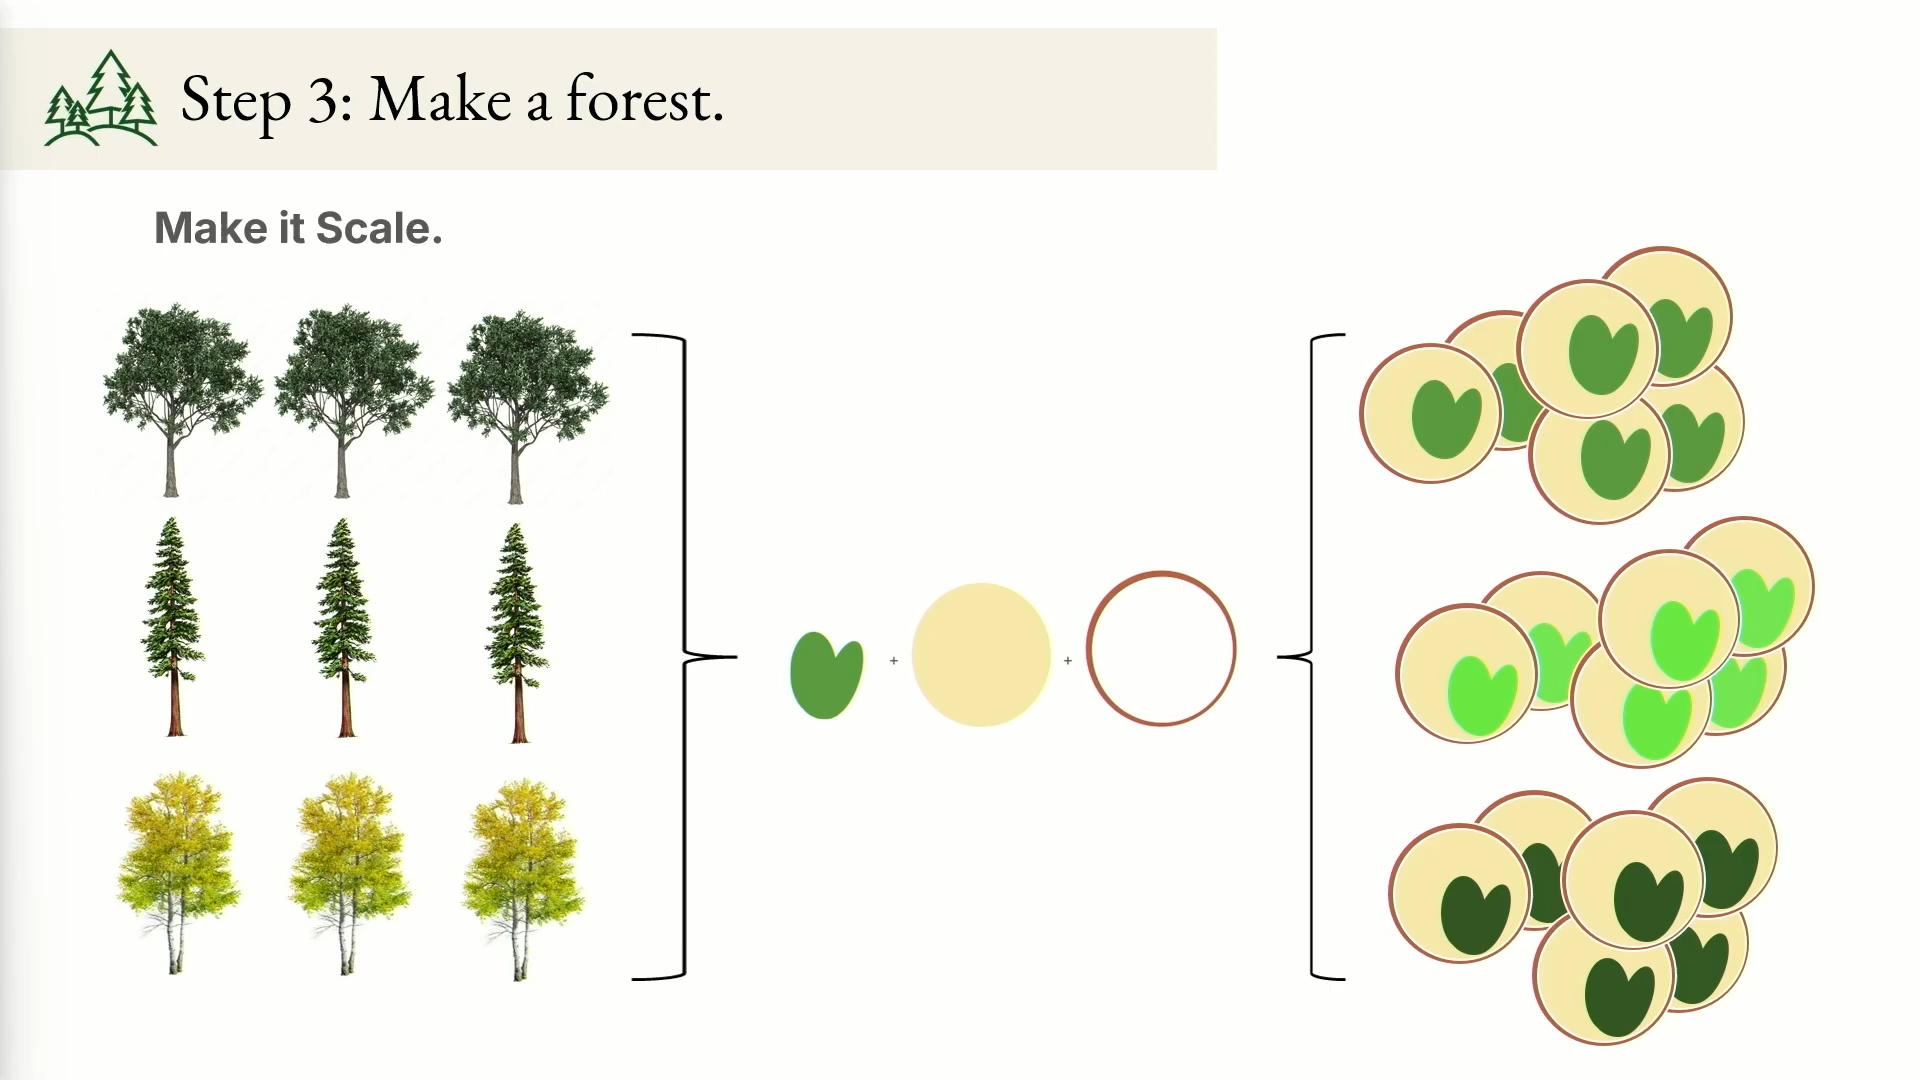 Step 3: Make a forest.
Make it Scale.
+ +